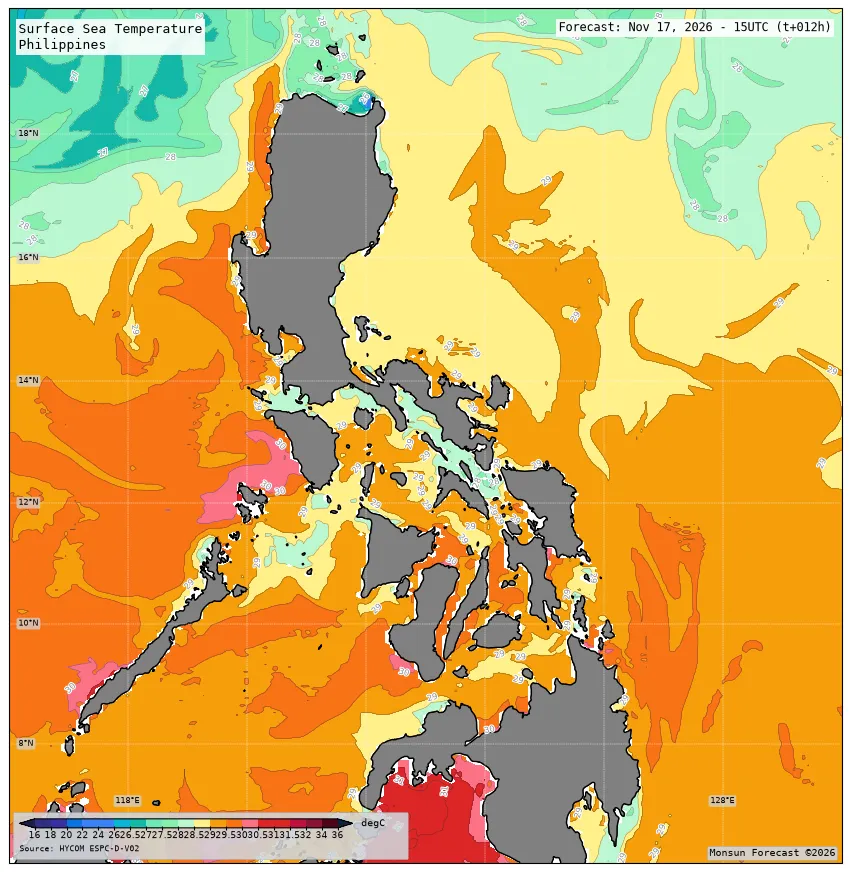 Surface Sea Temperature
Philippines
Forecast: Nov 17, 2026 - 15UTC (t+012h)
18°N
16°N
14°N
12°N
10°N
8°N
118°E
128°E
16 18 20 22 24 26 26.5 27 27.5 28 28.5 29 29.5 30 30.5 31 31.5 32 34 36
degC
Source: HYCOM ESPC-D-V02
Monsun Forecast ©2026